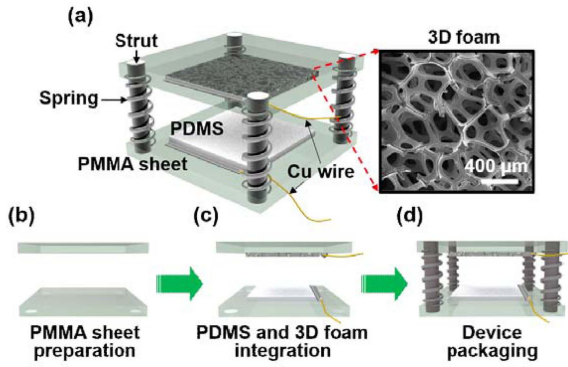 (a)
Strut
3D foam
Spring
PDMS
PMMA sheet
Cu wire
400 μm
(b)
(c)
(d)
PMMA sheet
preparation
PDMS and 3D foam
integration
Device
packaging